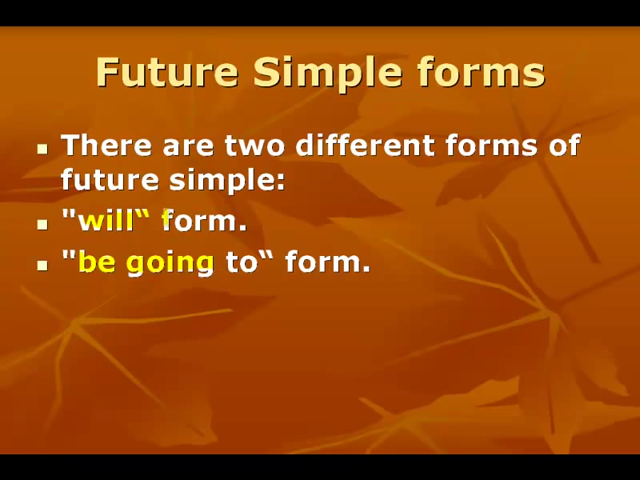 Future Simple forms
There are two different forms of
future simple:
"will“ form.
"be going to“ form.